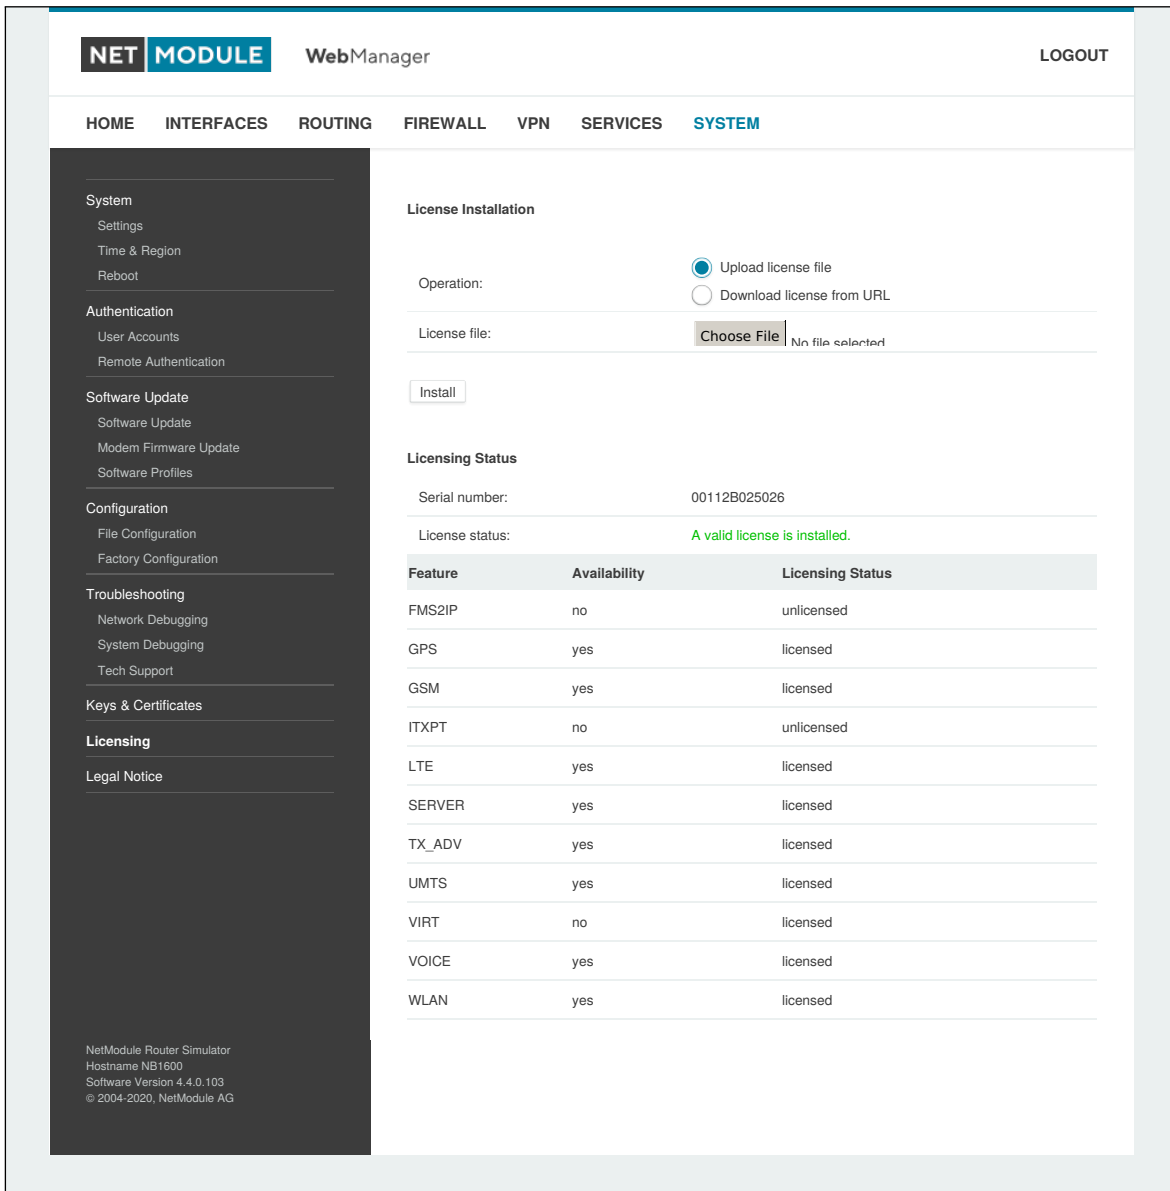 NET MODULE WebManager LOGOUT
HOME INTERFACES ROUTING FIREWALL VPN SERVICES SYSTEM
System
Settings
Time & Region
Reboot
Authentication
User Accounts
Remote Authentication
Software Update
Software Update
Modem Firmware Update
Software Profiles
Configuration
File Configuration
Factory Configuration
Troubleshooting
Network Debugging
System Debugging
Tech Support
Keys & Certificates
Licensing
Legal Notice
NetModule Router Simulator
Hostname NB1600
Software Version 4.4.0.103
© 2004-2020, NetModule AG
License Installation
Operation: Upload license file
Download license from URL
License file: Choose File No file selected
Install
Licensing Status
Serial number: 00112B025026
License status: A valid license is installed.
Feature Availability Licensing Status
FMS2IP no unlicensed
GPS yes licensed
GSM yes licensed
ITXPT no unlicensed
LTE yes licensed
SERVER yes licensed
TX_ADV yes licensed
UMTS yes licensed
VIRT no licensed
VOICE yes licensed
WLAN yes licensed